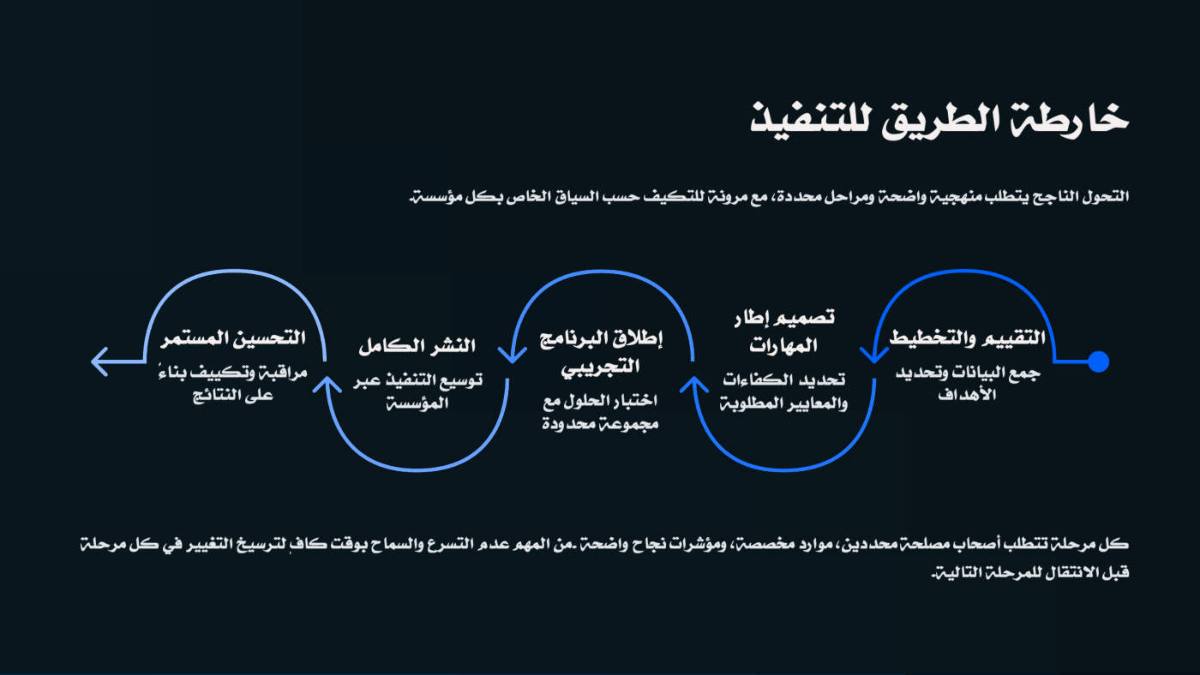 خارطة الطريق للتنفيذ
التحول الناجح يتطلب منهجية واضحة ومراحل محددة، مع مرونة للتكيف حسب السياق الخاص بكل مؤسسة.
التقييم والتخطيط
جمع البيانات وتحديد
الأهداف
تصميم إطار
المهارات
تحديد الكفاءات
والمعايير المطلوبة
إطلاق البرنامج
التجريبي
اختبار الحلول مع
مجموعة محدودة
النشر الكامل
توسيع التنفيذ عبر
المؤسسة
التحسين المستمر
مراقبة وتكييف بناءً
على النتائج
كل مرحلة تتطلب أصحاب مصلحة محددين، موارد مخصصة، ومؤشرات نجاح واضحة .من المهم عدم التسرع والسماح بوقت كافٍ لترسيخ التغيير في كل مرحلة
قبل الانتقال للمرحلة التالية.